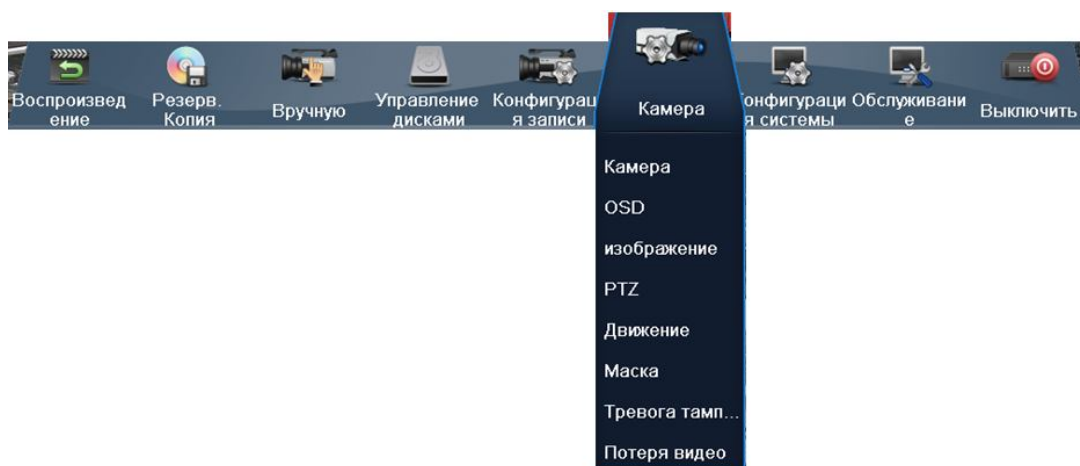 Воспроизвед
ение
Резерв.
Копия
Вручную
Управление
дисками
Конфигурац
я записи
Камера
онфигураци
я системы
Обслуживани
е
Выключить
Камера
OSD
изображение
PTZ
Движение
Маска
Тревога тамп...
Потеря видео